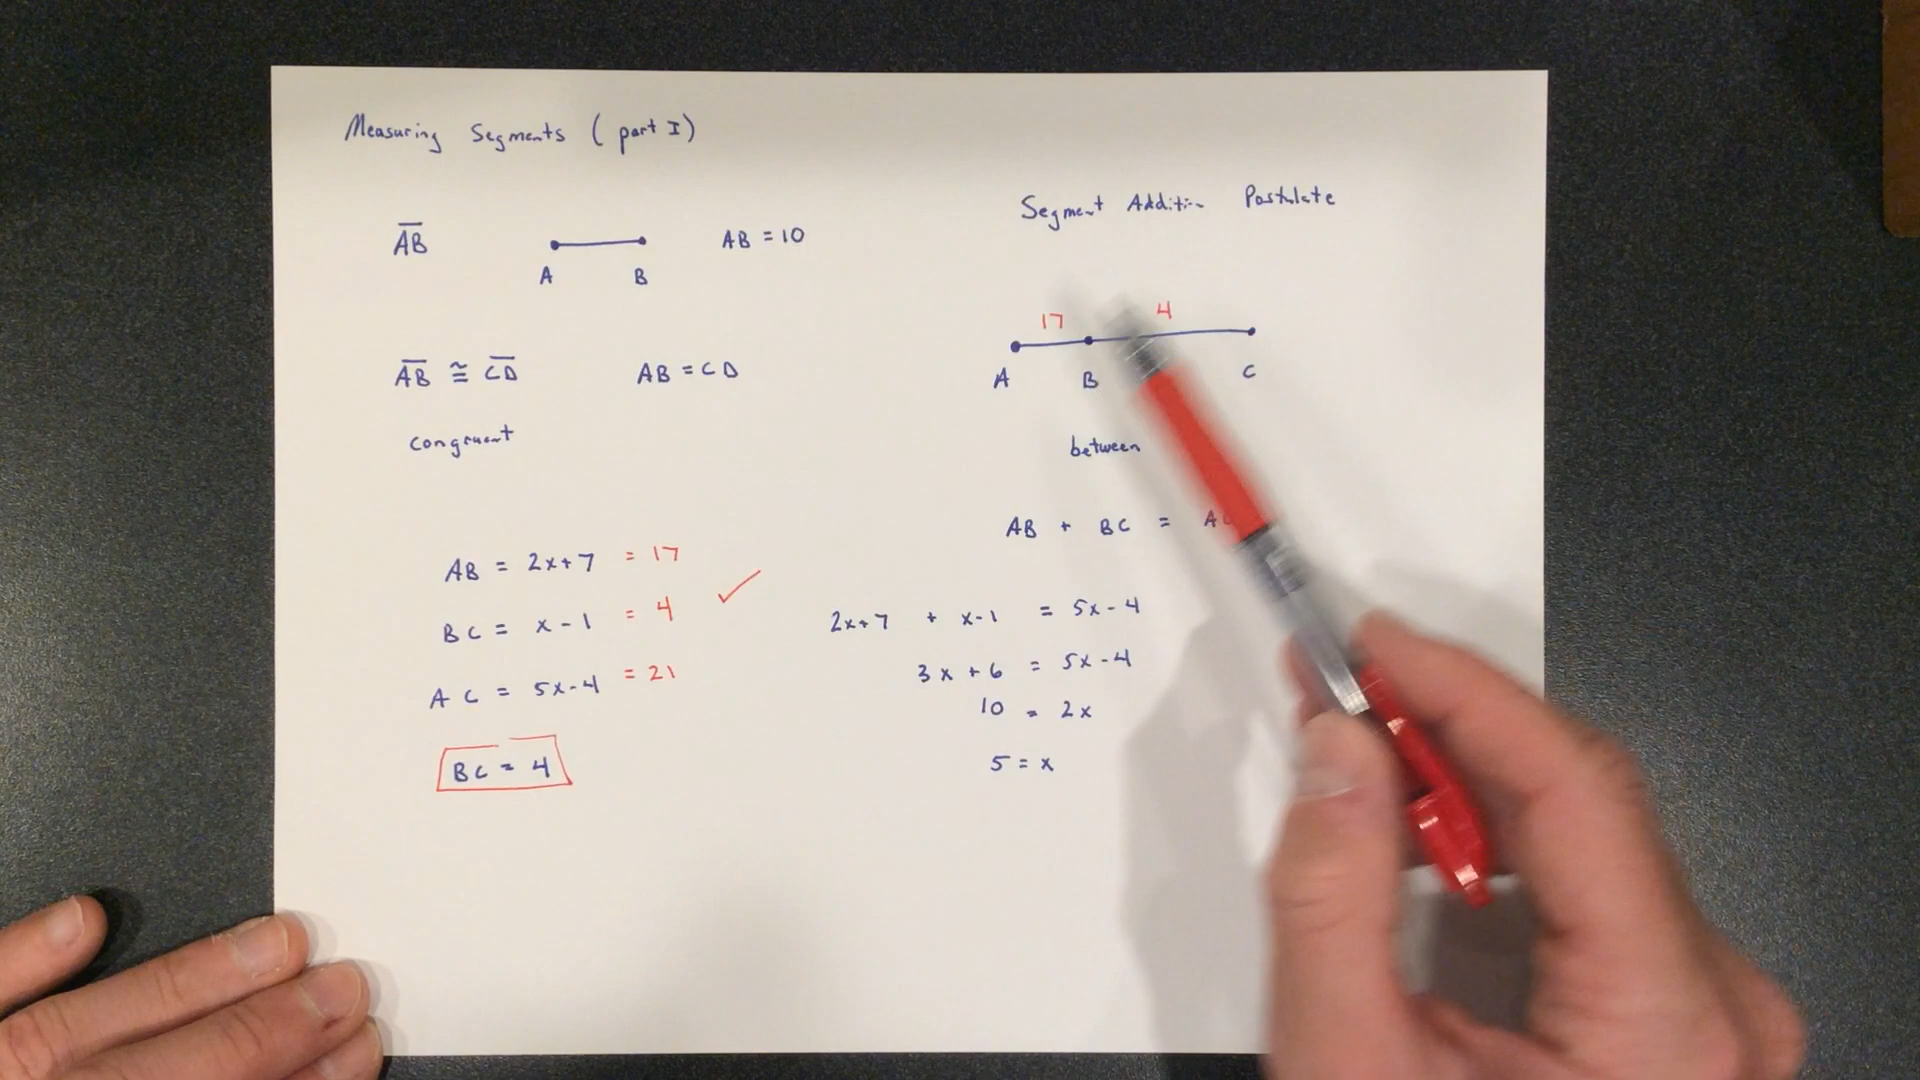 Measuring Segments (part I)
AB
A B
AB = 10
AB ≅ CD
AB = CD
congruent
AB = 2x+7 = 17
BC = x-1 = 4
AC = 5x-4 = 21
BC = 4
Segment Addition Postulate
17 4
A B C
between
AB + BC = AC
2x+7 + x-1 = 5x-4
3x+6 = 5x-4
10 = 2x
5 = x